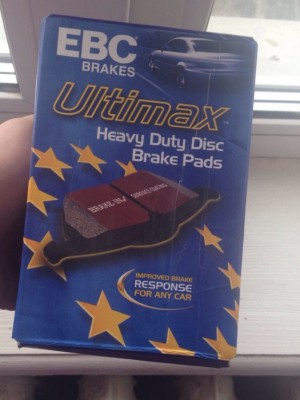 EBC
BRAKES
Ultimax
Heavy Duty Disc
Brake Pads
IMPROVED BRAKE
RESPONSE
FOR ANY CAR